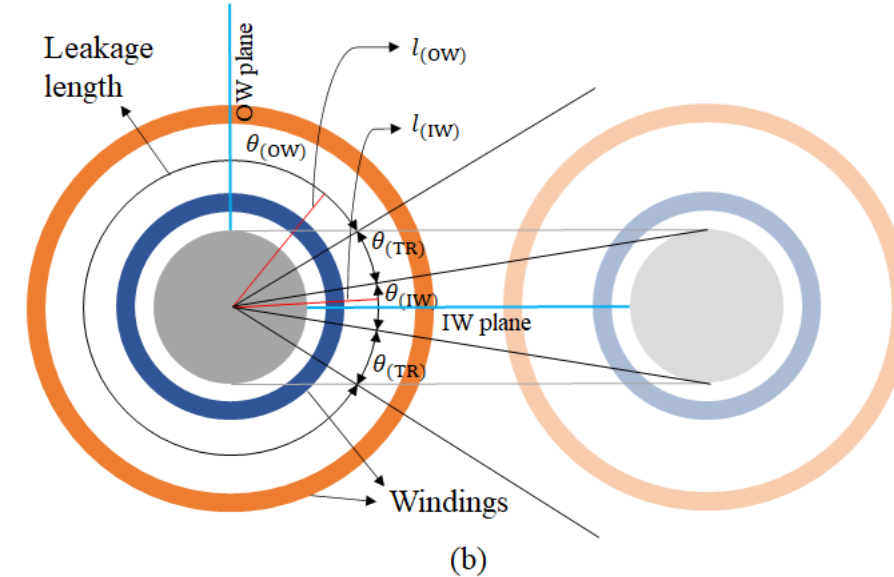 Leakage
length
OW plane
l(OW)
l(IW)
θ(OW)
θ(TR)
θ(IW)
IW plane
θ(TR)
Windings
(b)